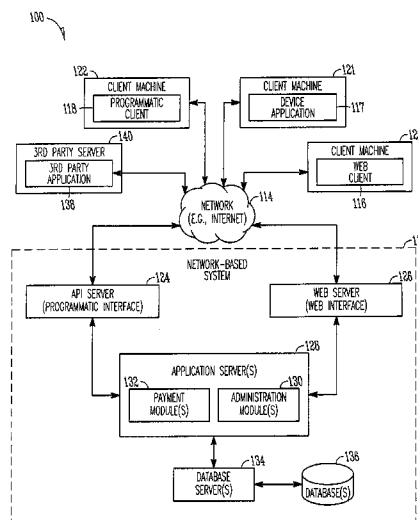 100
122
CLIENT MACHINE
PROGRAMMATIC
CLIENT
118
121
CLIENT MACHINE
DEVICE
APPLICATION
117
140
3RD PARTY SERVER
3RD PARTY
APPLICATION
138
CLIENT MACHINE
WEB
CLIENT
116
NETWORK
(E.G., INTERNET)
114
NETWORK-BASED
SYSTEM
124
API SERVER
(PROGRAMMATIC INTERFACE)
126
WEB SERVER
(WEB INTERFACE)
128
APPLICATION SERVER(S)
132
PAYMENT
MODULE(S)
130
ADMINISTRATION
MODULE(S)
134
DATABASE
SERVER(S)
136
DATABASE(S)